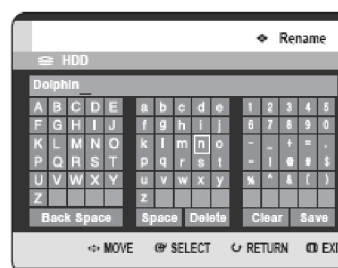 Rename
HDD
Dolphin_
A B C D E a b c d e 1 2 3 4 5
F G H I J f g h i j 6 7 8 9 0
K L M N O k l m n o - _ + = .
P Q R S T p q r s t ~ ! @ # $
U V W X Y u v w x y % ^ & ( )
Z z
Back Space Space Delete Clear Save
MOVE SELECT RETURN EXI